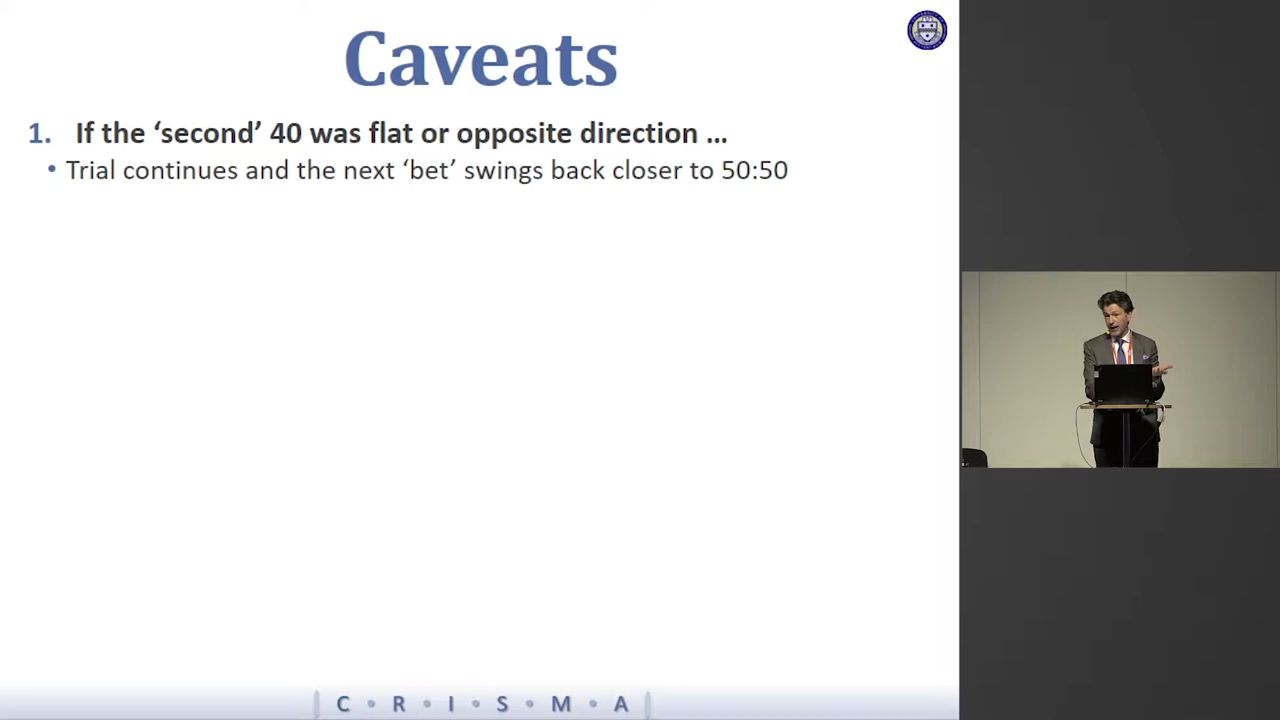 Caveats
1. If the ‘second’ 40 was flat or opposite direction ...
• Trial continues and the next ‘bet’ swings back closer to 50:50
C • R • I • S • M • A